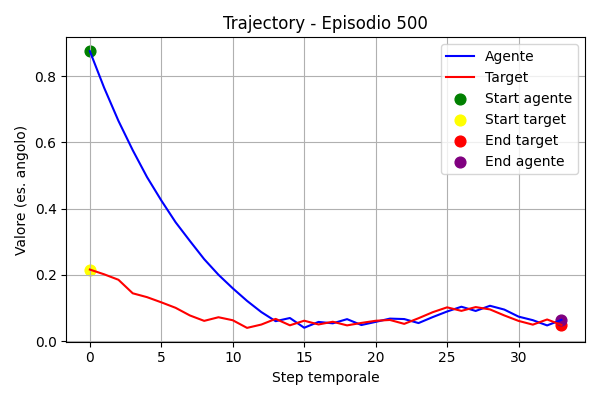 Trajectory - Episodio 500
Agente
Target
Start agente
Start target
End target
End agente
Valore (es. angolo)
0.8
0.6
0.4
0.2
0.0
0
5
10
15
20
25
30
Step temporale